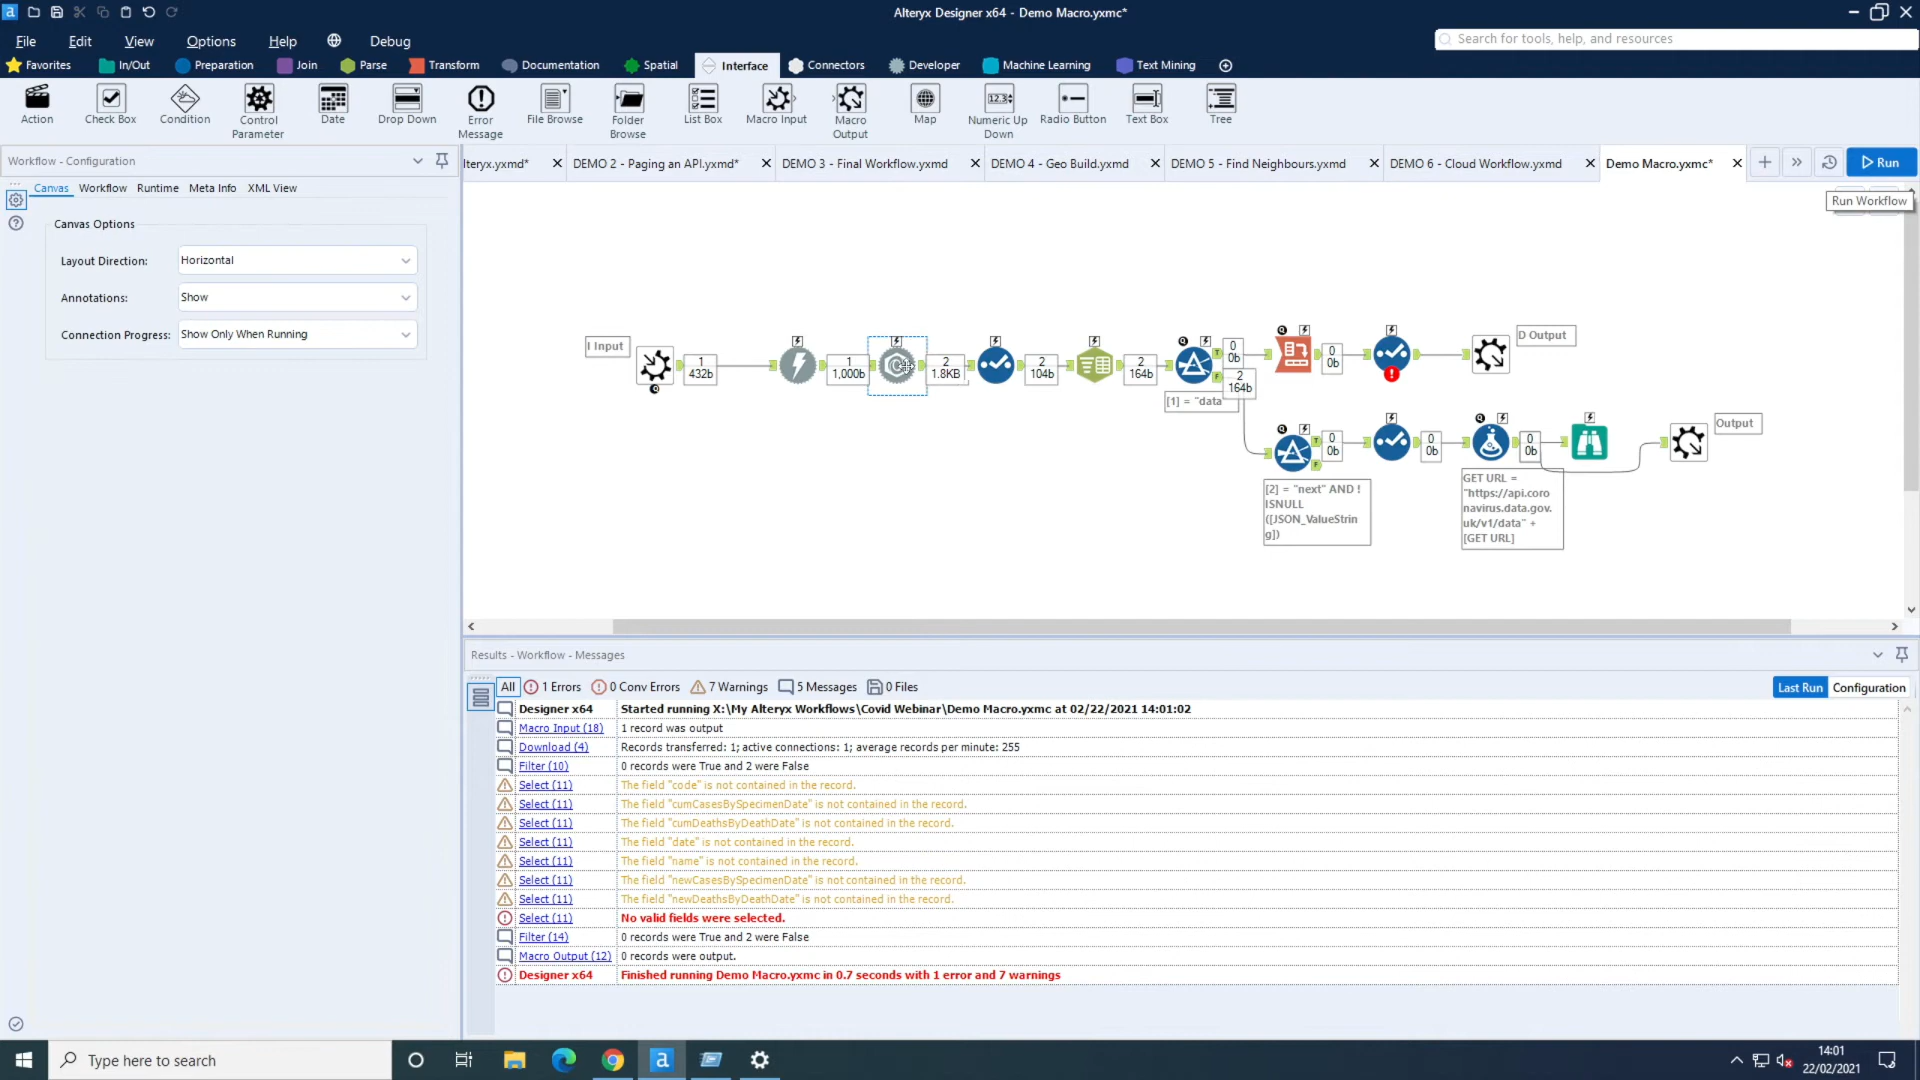 Alteryx Designer x64 - Demo Macro.yxmc*
File Edit View Options Help Debug
Search for tools, help, and resources
Favorites In/Out Preparation Join Parse Transform Documentation Spatial Interface Connectors Developer Machine Learning Text Mining
Action Check Box Condition Control Parameter Date Drop Down Error Message File Browse Folder Browse List Box Macro Input Macro Output Map Numeric Up Down Radio Button Text Box Tree
Workflow - Configuration
lteryx.yxmd* DEMO 2 - Paging an API.yxmd* DEMO 3 - Final Workflow.yxmd DEMO 4 - Geo Build.yxmd DEMO 5 - Find Neighbours.yxmd DEMO 6 - Cloud Workflow.yxmd Demo Macro.yxmc* Run
Run Workflow
Canvas Workflow Runtime Meta Info XML View
Canvas Options
Layout Direction: Horizontal
Annotations: Show
Connection Progress: Show Only When Running
I Input
1
432b
1
1,000b
2
1.8KB
2
104b
2
164b
[1] = "data
0
0b
2
164b
0
0b
D Output
0
0b
0
0b
0
0b
Output
[2] = "next" AND !
ISNULL
([JSON_ValueStrin
g])
GET URL =
"https://api.coro
navirus.data.gov.
uk/v1/data" +
[GET URL]
Results - Workflow - Messages
All 1 Errors 0 Conv Errors 7 Warnings 5 Messages 0 Files Last Run Configuration
Designer x64 Started running X:\My Alteryx Workflows\Covid Webinar\Demo Macro.yxmc at 02/22/2021 14:01:02
Macro Input (18) 1 record was output
Download (4) Records transferred: 1; active connections: 1; average records per minute: 255
Filter (10) 0 records were True and 2 were False
Select (11) The field "code" is not contained in the record.
Select (11) The field "cumCasesBySpecimenDate" is not contained in the record.
Select (11) The field "cumDeathsByDeathDate" is not contained in the record.
Select (11) The field "date" is not contained in the record.
Select (11) The field "name" is not contained in the record.
Select (11) The field "newCasesBySpecimenDate" is not contained in the record.
Select (11) The field "newDeathsByDeathDate" is not contained in the record.
Select (11) No valid fields were selected.
Filter (14) 0 records were True and 2 were False
Macro Output (12) 0 records were output.
Designer x64 Finished running Demo Macro.yxmc in 0.7 seconds with 1 error and 7 warnings
Type here to search
14:01
22/02/2021